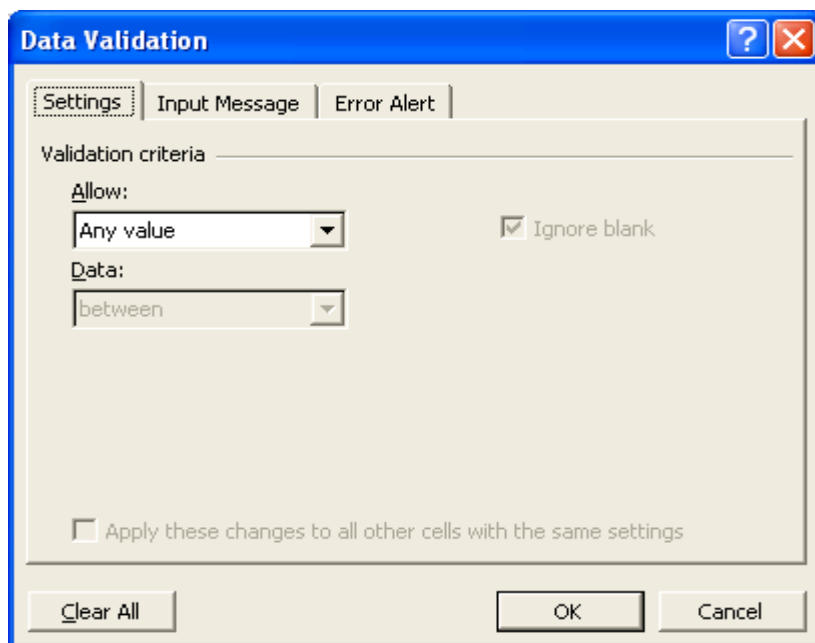 Data Validation
Settings Input Message Error Alert
Validation criteria
Allow:
Any value Ignore blank
Data:
between
Apply these changes to all other cells with the same settings
Clear All OK Cancel